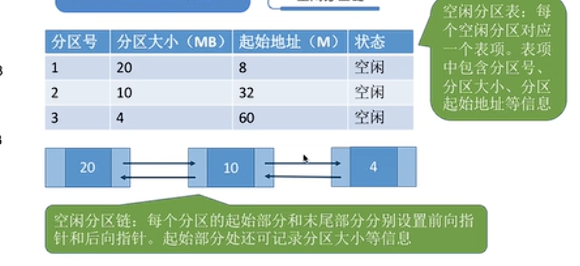 空闲分区表：每
个空闲分区对应
一个表项。表项
中包含分区号、
分区大小、分区
起始地址等信息
分区号 分区大小（MB） 起始地址（M） 状态
1 20 8 空闲
2 10 32 空闲
3 4 60 空闲
20 10 4
空闲分区链：每个分区的起始部分和末尾部分分别设置前向指
针和后向指针。起始部分处还可记录分区大小等信息